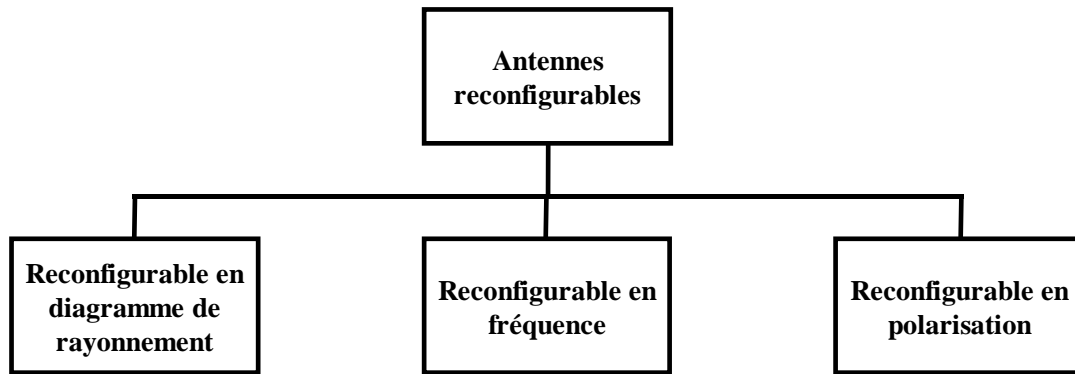 Antennes
reconfigurables
Reconfigurable en
diagramme de
rayonnement
Reconfigurable en
fréquence
Reconfigurable en
polarisation